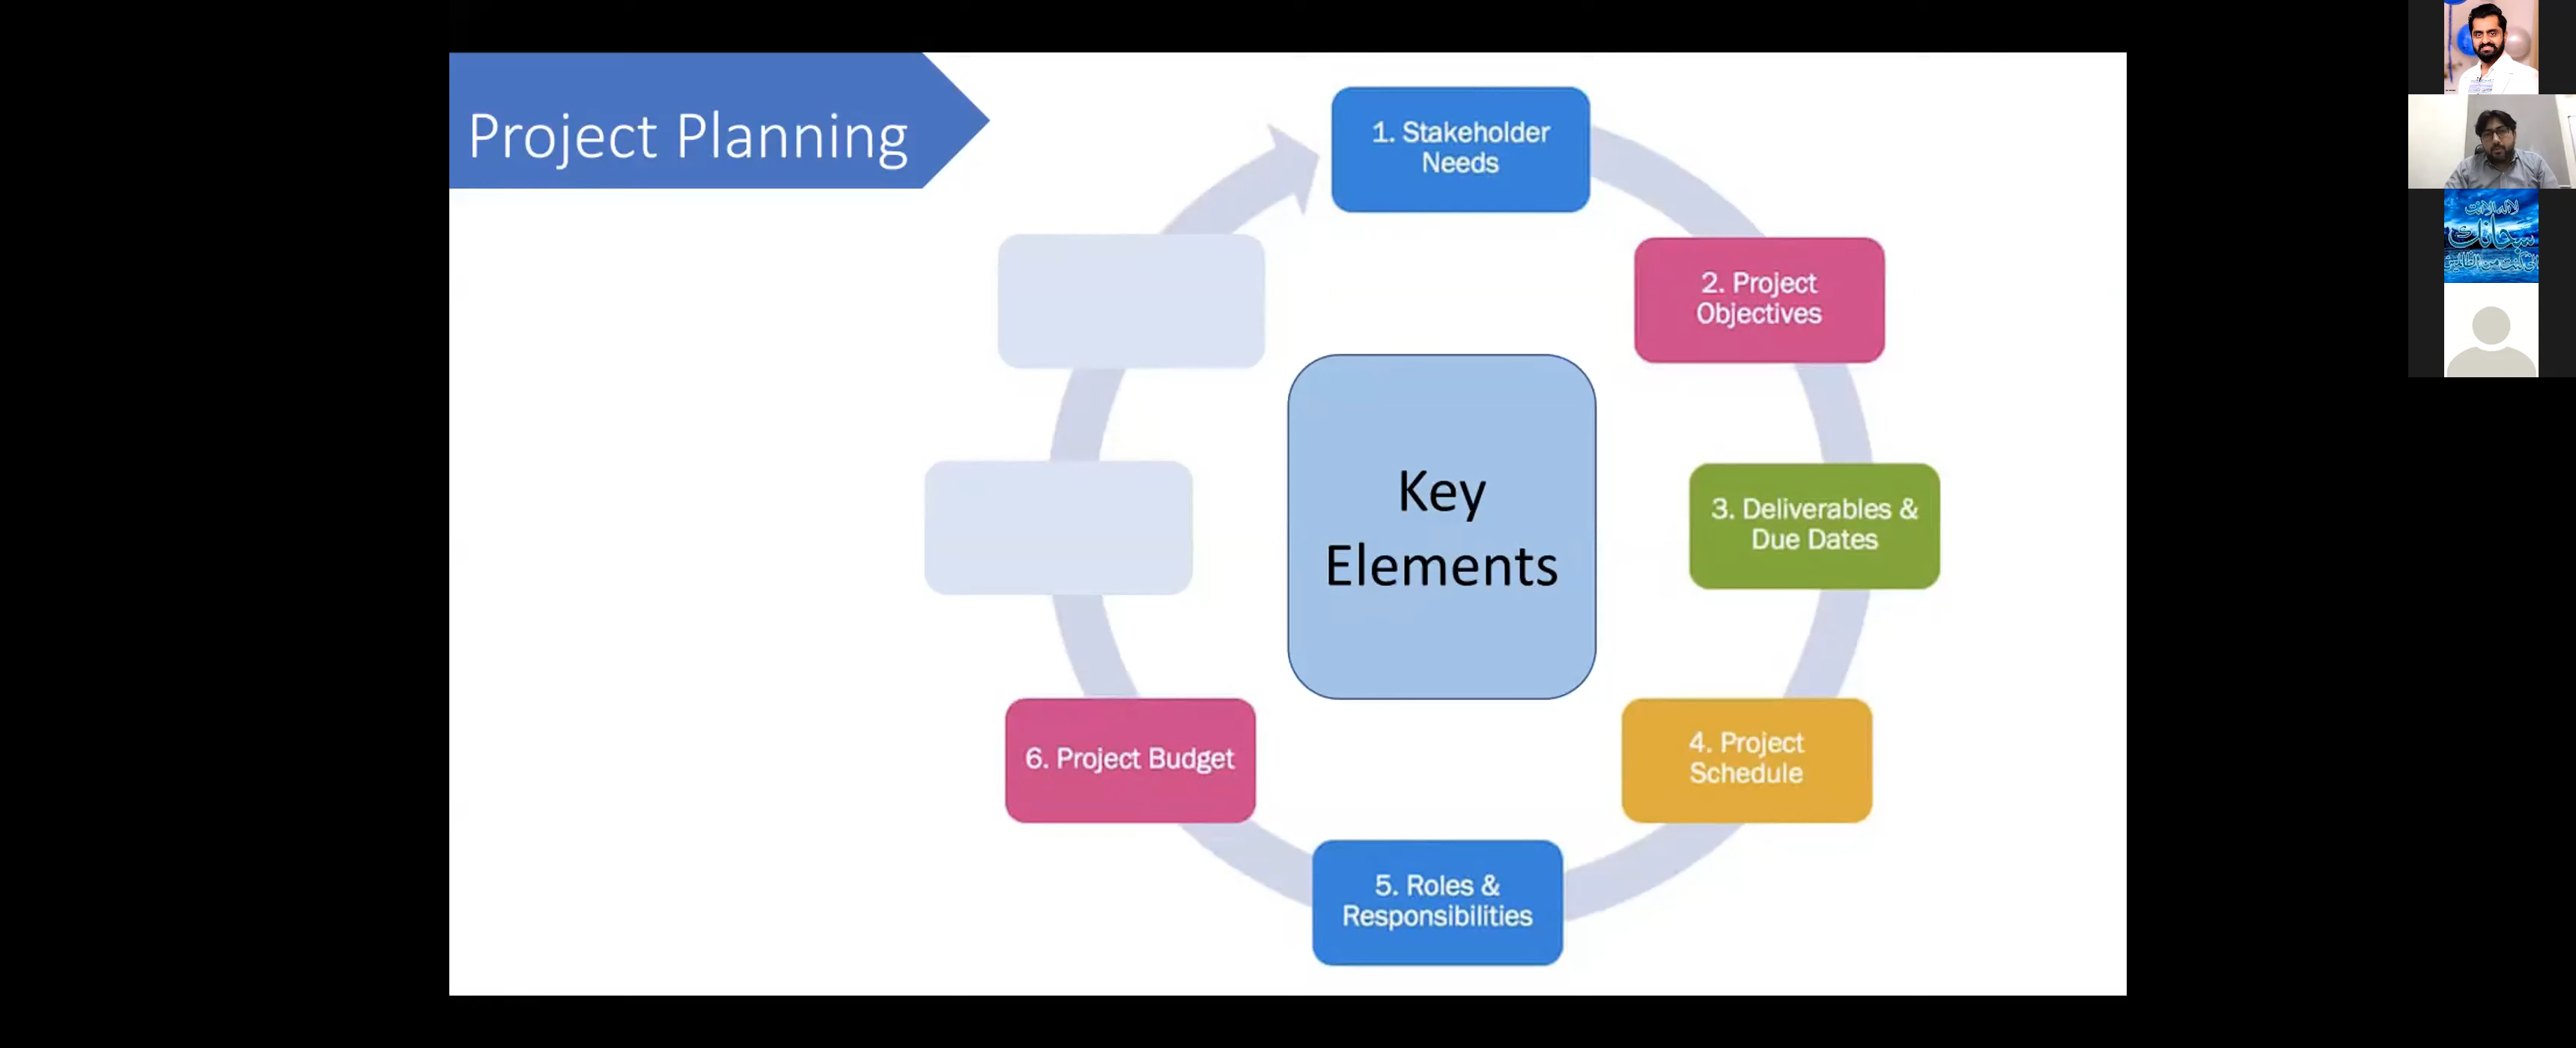 Project Planning
1. Stakeholder
Needs
2. Project
Objectives
3. Deliverables &
Due Dates
4. Project
Schedule
5. Roles &
Responsibilities
6. Project Budget
Key
Elements
سبحانك